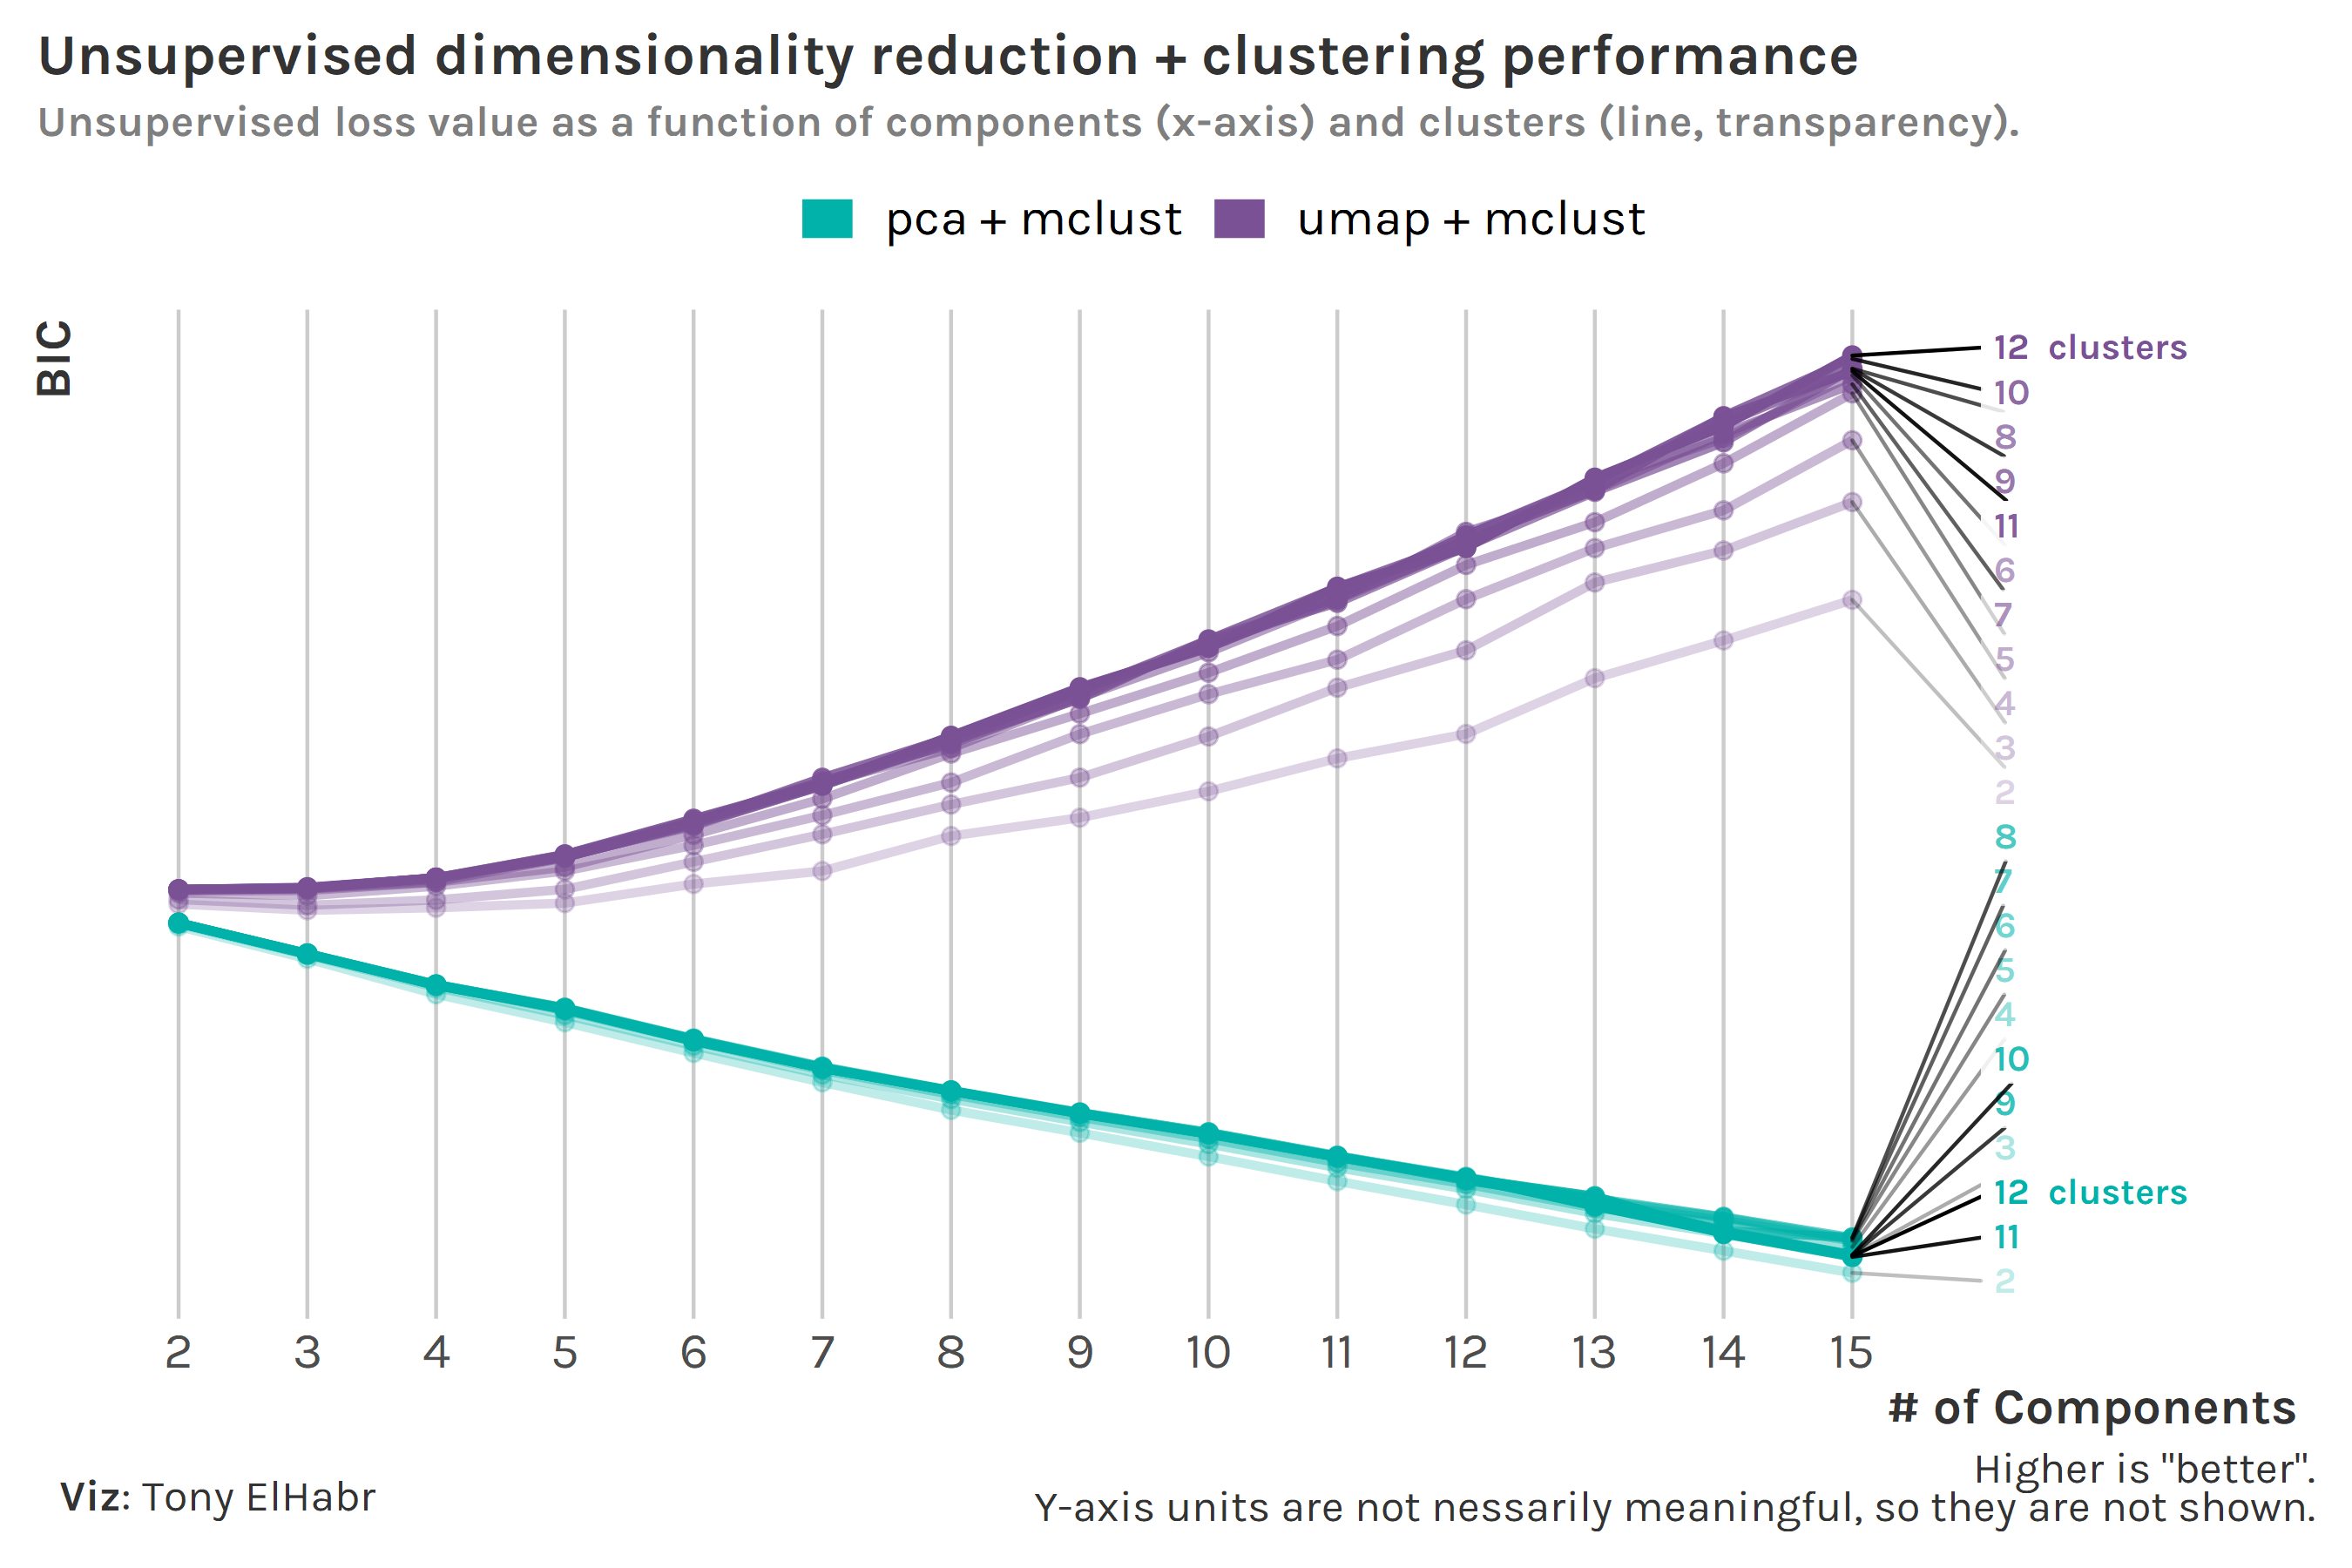 Unsupervised dimensionality reduction + clustering performance
Unsupervised loss value as a function of components (x-axis) and clusters (line, transparency).
pca + mclust umap + mclust
BIC
12 clusters
10
8
9
11
6
7
5
4
3
2
8
7
6
5
4
10
9
3
12 clusters
11
2
2 3 4 5 6 7 8 9 10 11 12 13 14 15
# of Components
Higher is "better".
Viz: Tony ElHabr
Y-axis units are not nessarily meaningful, so they are not shown.